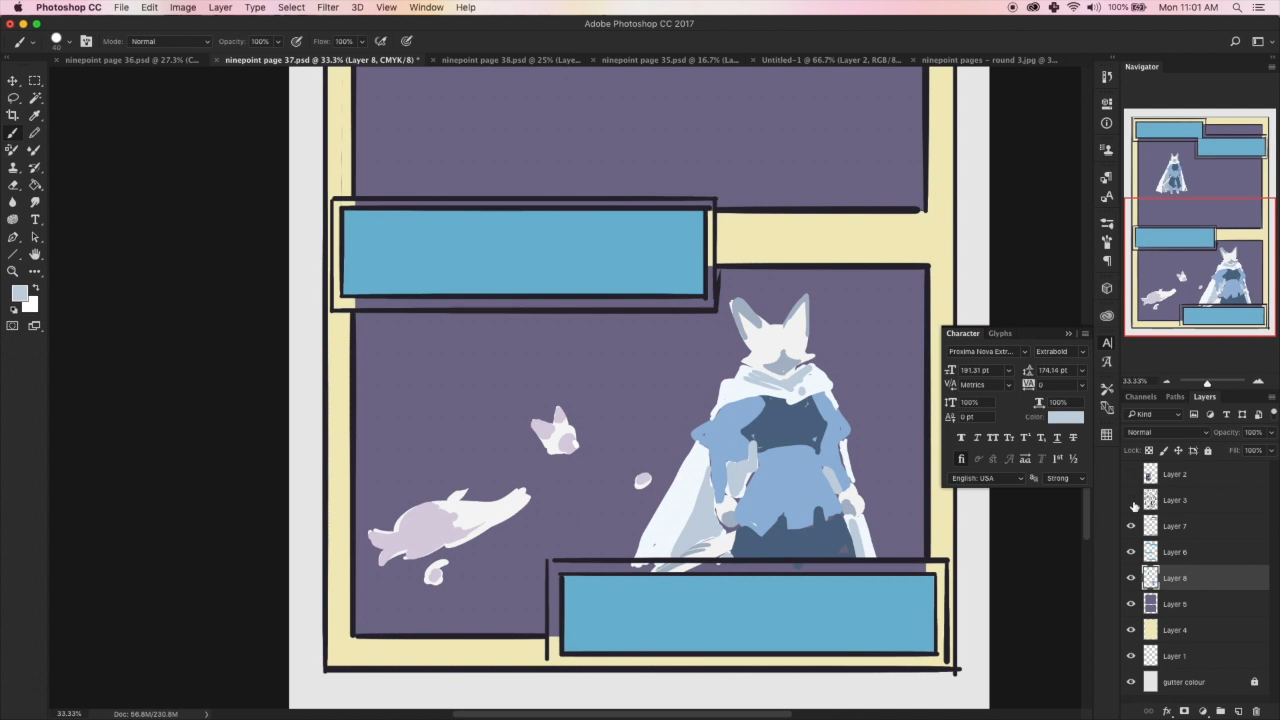 Photoshop CC File Edit Image Layer Type Select Filter 3D View Window Help 100% Mon 11:01 AM
Adobe Photoshop CC 2017
40 Mode: Normal Opacity: 100% Flow: 100%
ninepoint page 36.psd @ 27.3% (C... ninepoint page 37.psd @ 33.3% (Layer 8, CMYK/8) * ninepoint page 38.psd @ 25% (Laye... ninepoint page 35.psd @ 16.7% (La... Untitled-1 @ 66.7% (Layer 2, RGB/8... ninepoint pages - round 3.jpg @ 3...
Navigator
33.33%
Character Glyphs
Proxima Nova Extr... Extrabold
191.31 pt 174.14 pt
Metrics 0
100% 100%
0 pt Color:
English: USA Strong
Channels Paths Layers
Kind
Normal Opacity: 100%
Lock: Fill: 100%
Layer 2
Layer 3
Layer 7
Layer 6
Layer 8
Layer 5
Layer 4
Layer 1
gutter colour
33.33% Doc: 56.8M/230.8M